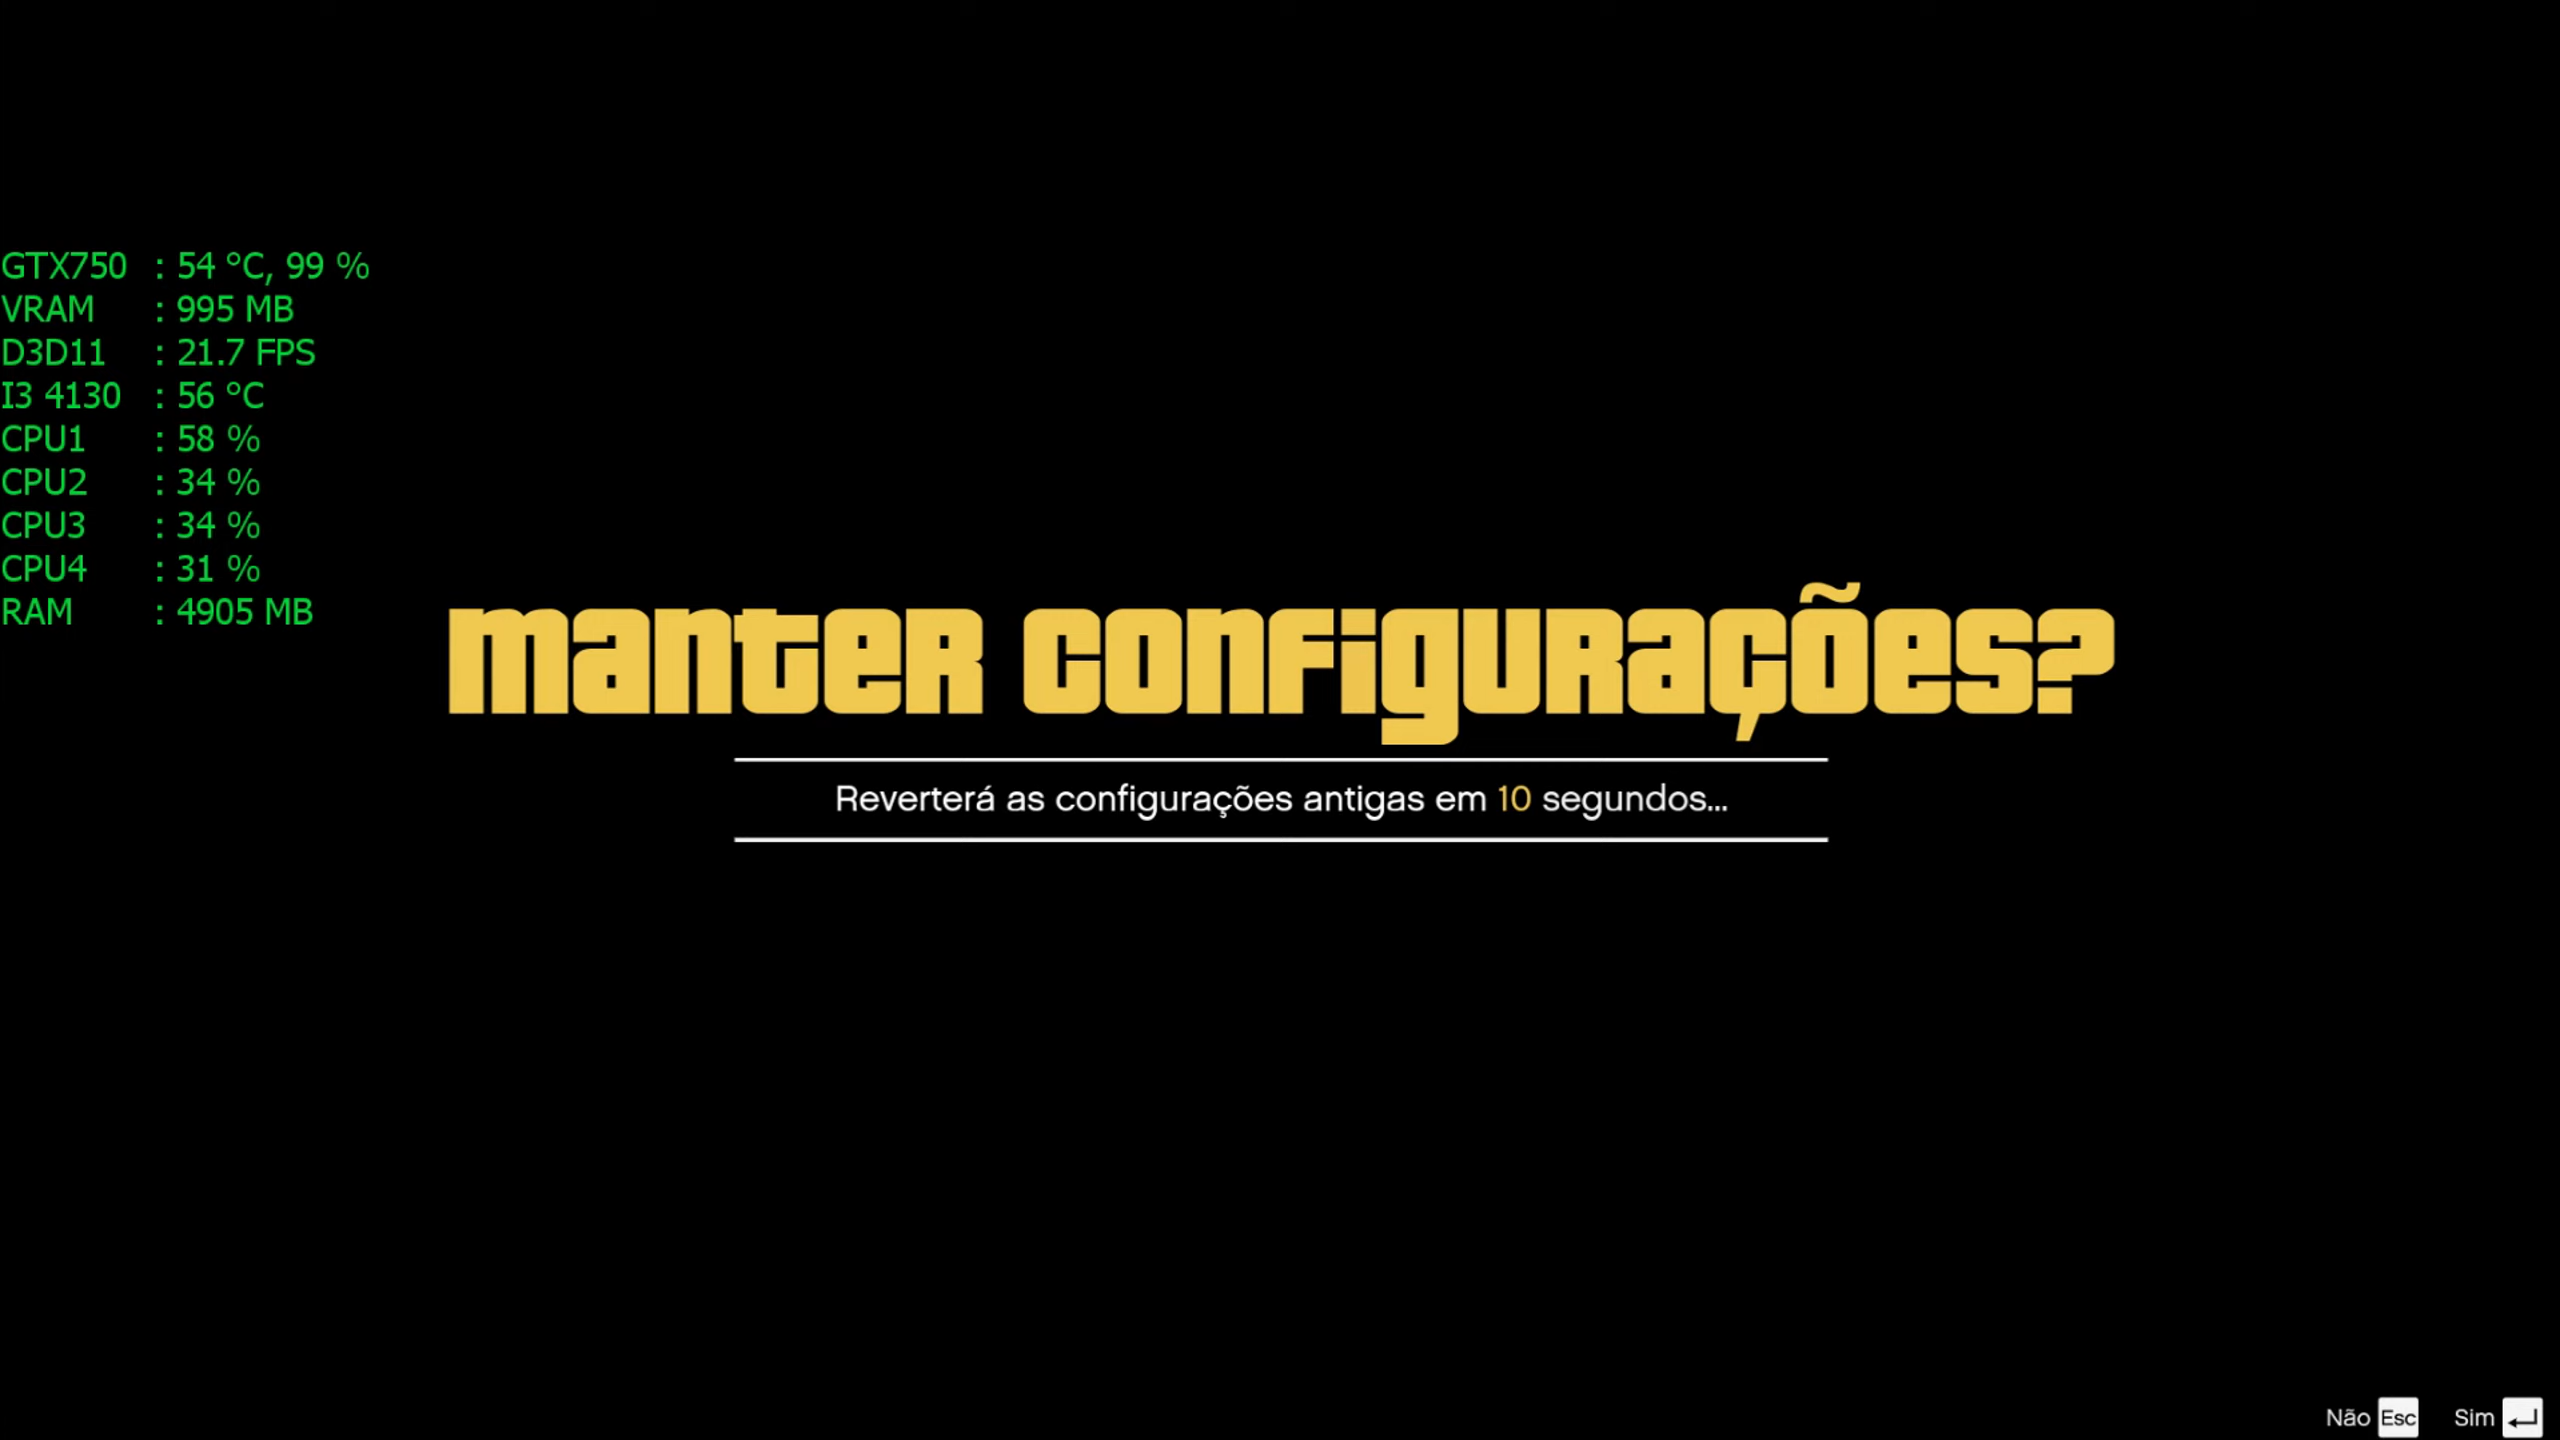 GTX750 : 54 °C, 99 %
VRAM : 995 MB
D3D11 : 21.7 FPS
I3 4130 : 56 °C
CPU1 : 58 %
CPU2 : 34 %
CPU3 : 34 %
CPU4 : 31 %
RAM : 4905 MB
manter configurações?
Reverterá as configurações antigas em 10 segundos...
Não Esc Sim